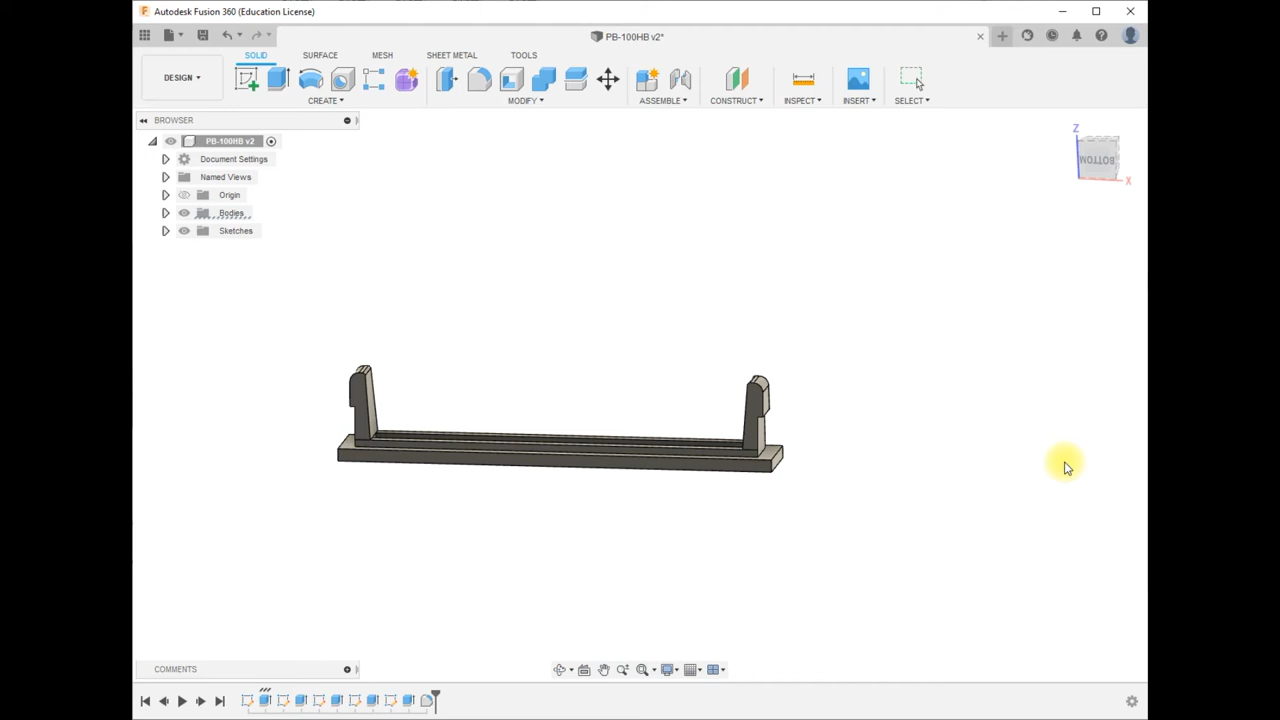 Autodesk Fusion 360 (Education License)
PB-100HB v2*
SOLID SURFACE MESH SHEET METAL TOOLS
DESIGN
CREATE MODIFY ASSEMBLE CONSTRUCT INSPECT INSERT SELECT
BROWSER
PB-100HB v2
Document Settings
Named Views
Origin
Bodies
Sketches
Z
BOTTOM
X
COMMENTS